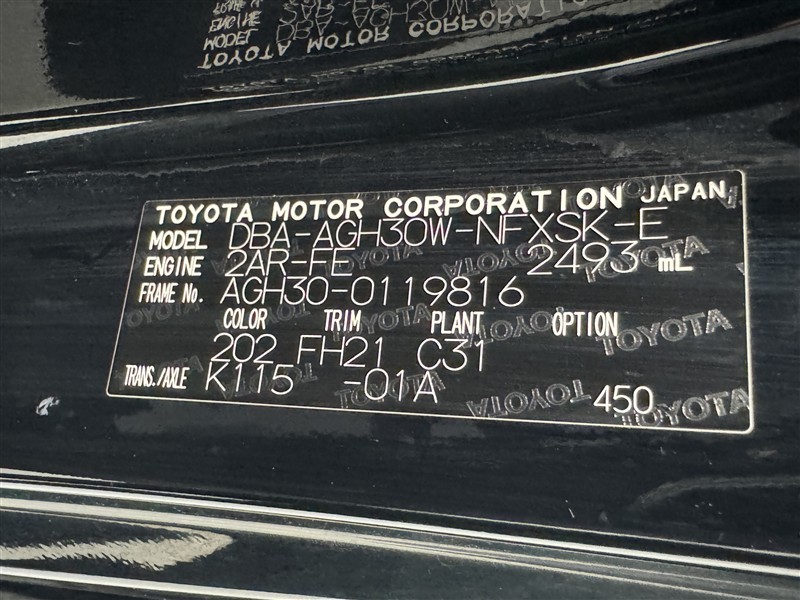 TOYOTA MOTOR CORPORATION JAPAN
MODEL DBA-AGH30W-NFXSK-E
ENGINE 2AR-FE 2493 mL
FRAME No. AGH30-0119816
COLOR TRIM PLANT OPTION
202 FH21 C31
TRANS./AXLE K115 -01A
450